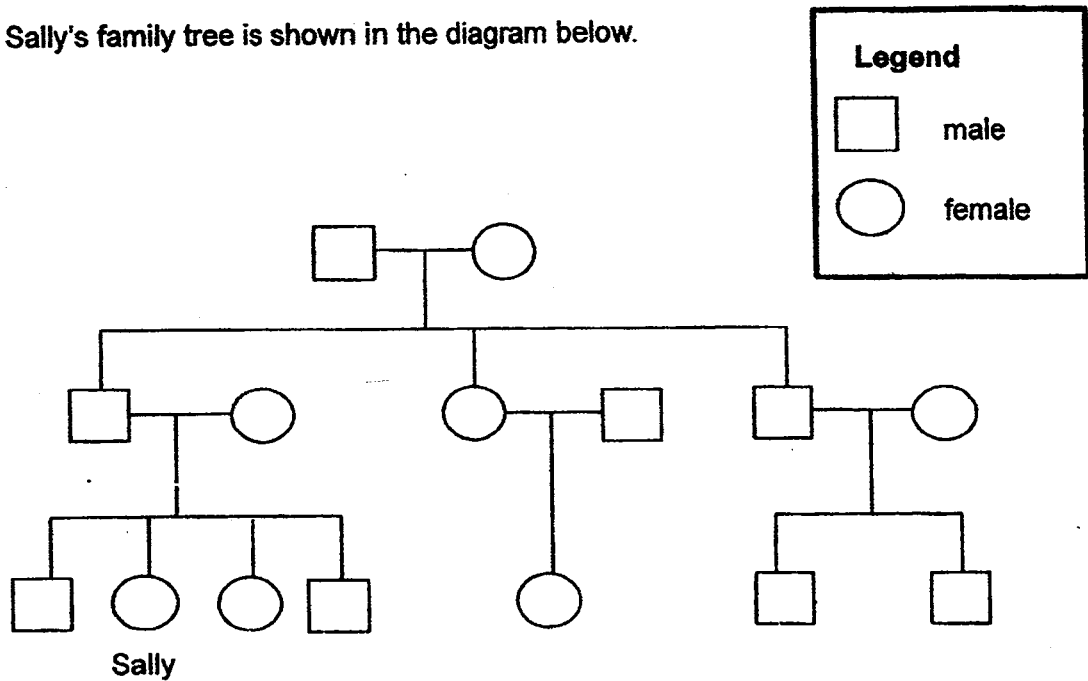 Sally's family tree is shown in the diagram below.
Legend
male
female
Sally